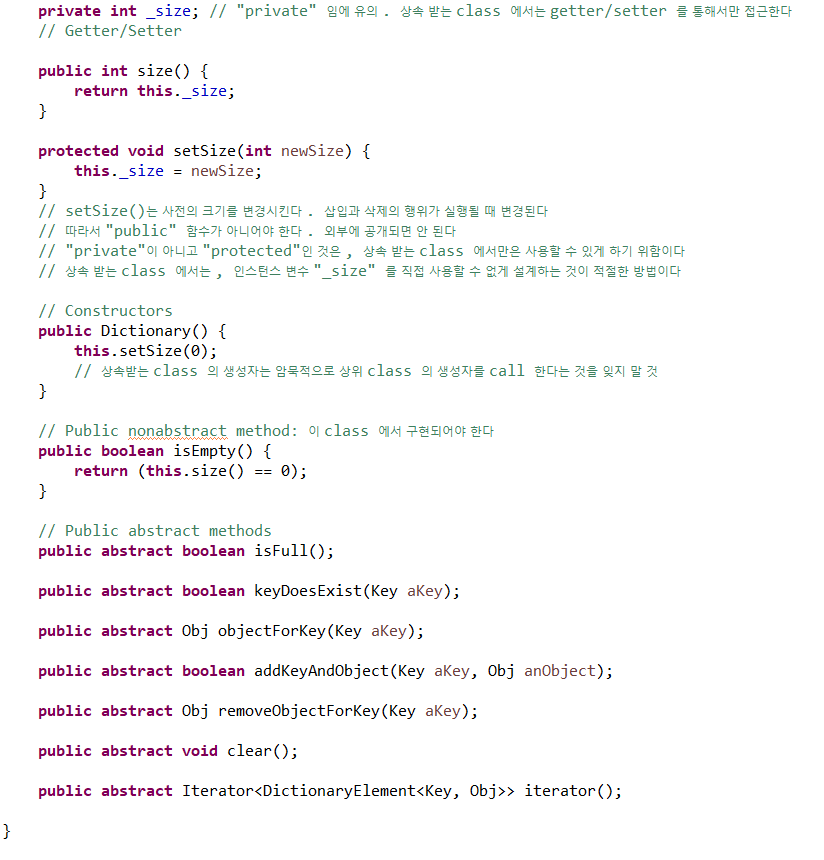 private int _size; // "private" 임에 유의 . 상속 받는 class 에서는 getter/setter 를 통해서만 접근한다
// Getter/Setter
public int size() {
return this._size;
}
protected void setSize(int newSize) {
this._size = newSize;
}
// setSize()는 사전의 크기를 변경시킨다 . 삽입과 삭제의 행위가 실행될 때 변경된다
// 따라서 "public" 함수가 아니어야 한다 . 외부에 공개되면 안 된다
// "private"이 아니고 "protected"인 것은 , 상속 받는 class 에서만은 사용할 수 있게 하기 위함이다
// 상속 받는 class 에서는 , 인스턴스 변수 "_size" 를 직접 사용할 수 없게 설계하는 것이 적절한 방법이다
// Constructors
public Dictionary() {
this.setSize(0);
// 상속받는 class 의 생성자는 암묵적으로 상위 class 의 생성자를 call 한다는 것을 잊지 말 것
}
// Public nonabstract method: 이 class 에서 구현되어야 한다
public boolean isEmpty() {
return (this.size() == 0);
}
// Public abstract methods
public abstract boolean isFull();
public abstract boolean keyDoesExist(Key aKey);
public abstract Obj objectForKey(Key aKey);
public abstract boolean addKeyAndObject(Key aKey, Obj anObject);
public abstract Obj removeObjectForKey(Key aKey);
public abstract void clear();
public abstract Iterator<DictionaryElement<Key, Obj>> iterator();
}